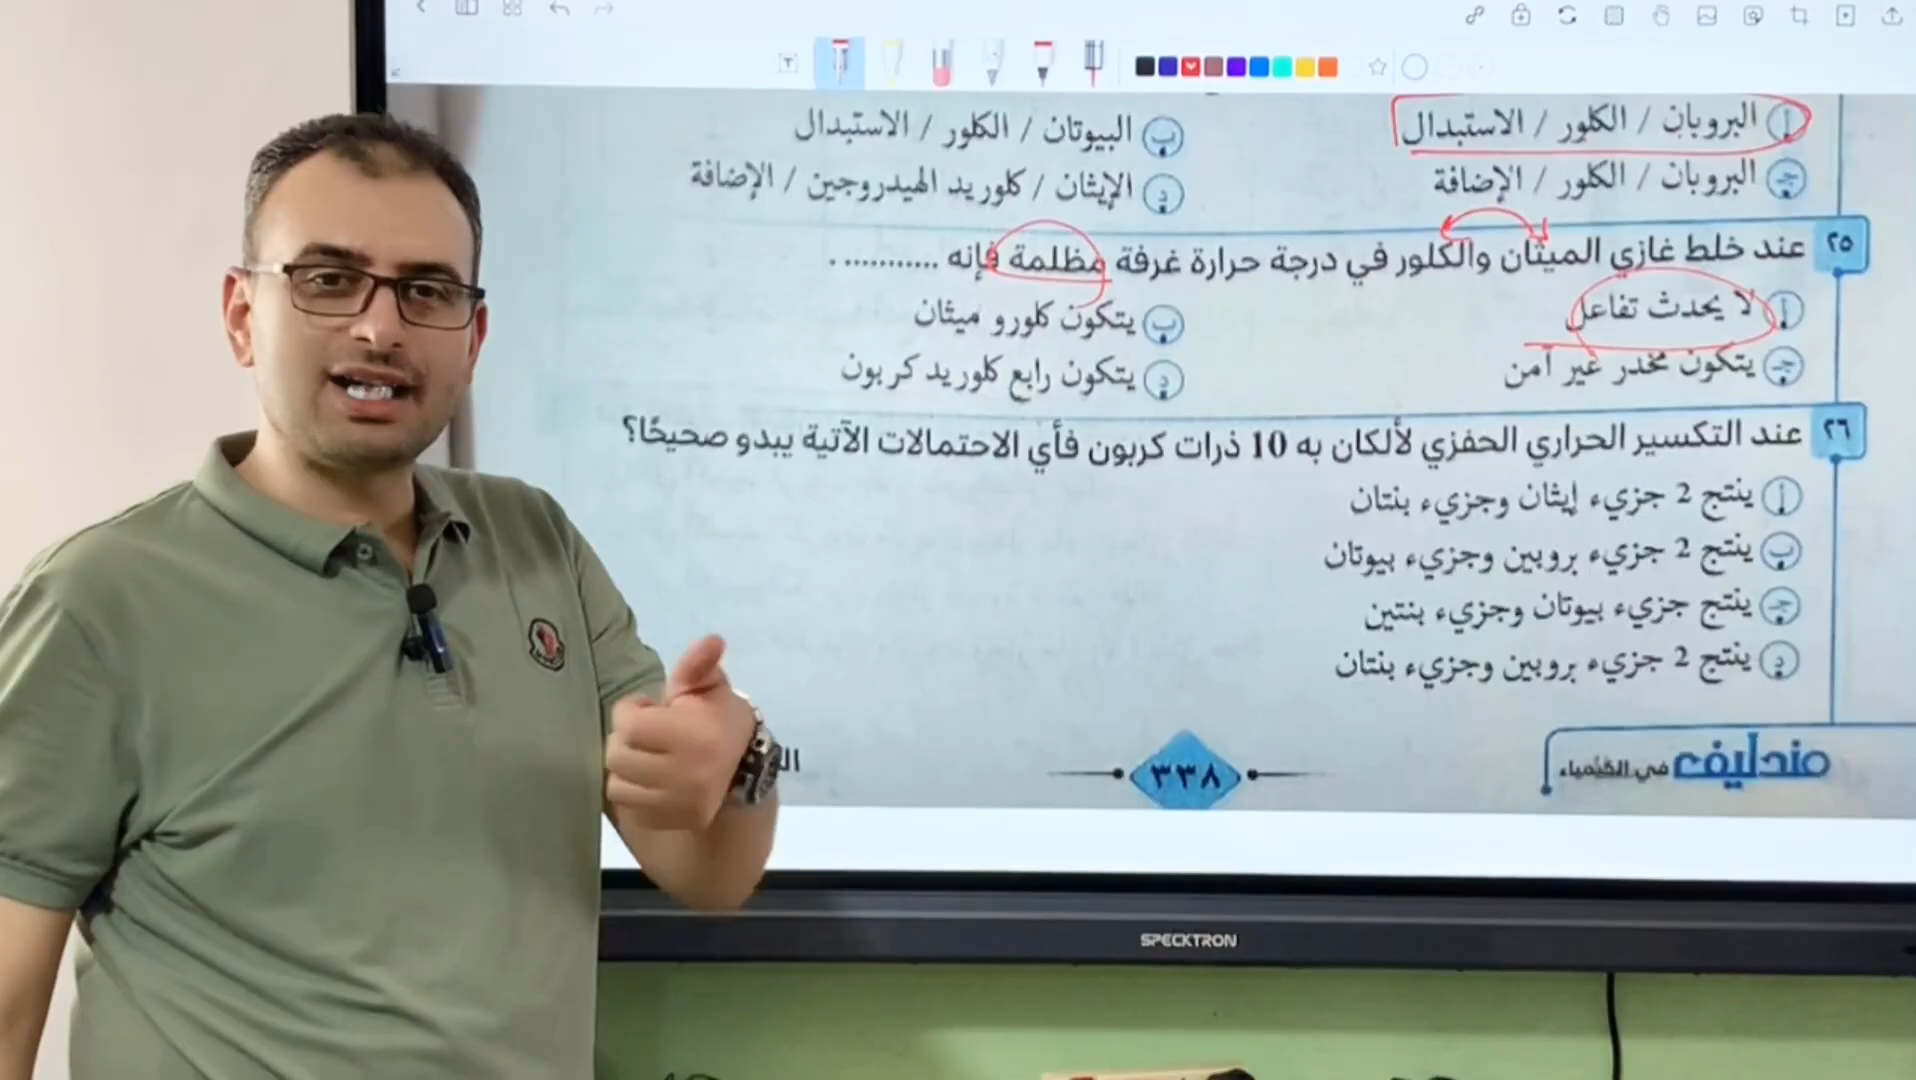 أ البروبان / الكلور / الاستبدال
ب البيوتان / الكلور / الاستبدال
جـ البروبان / الكلور / الإضافة
د الإيثان / كلوريد الهيدروجين / الإضافة
٢٥ عند خلط غازي الميثان والكلور في درجة حرارة غرفة مظلمة فإنه ........... .
أ لا يحدث تفاعل
ب يتكون كلورو ميثان
جـ يتكون مخدر غير آمن
د يتكون رابع كلوريد كربون
٢٦ عند التكسير الحراري الحفزي لألكان به 10 ذرات كربون فأي الاحتمالات الآتية يبدو صحيحًا؟
أ ينتج 2 جزيء إيثان وجزيء بنتان
ب ينتج 2 جزيء بروبين وجزيء بيوتان
جـ ينتج جزيء بيوتان وجزيء بنتين
د ينتج 2 جزيء بروبين وجزيء بنتان
مندليف في الكيمياء
٣٣٨
SPECKTRON